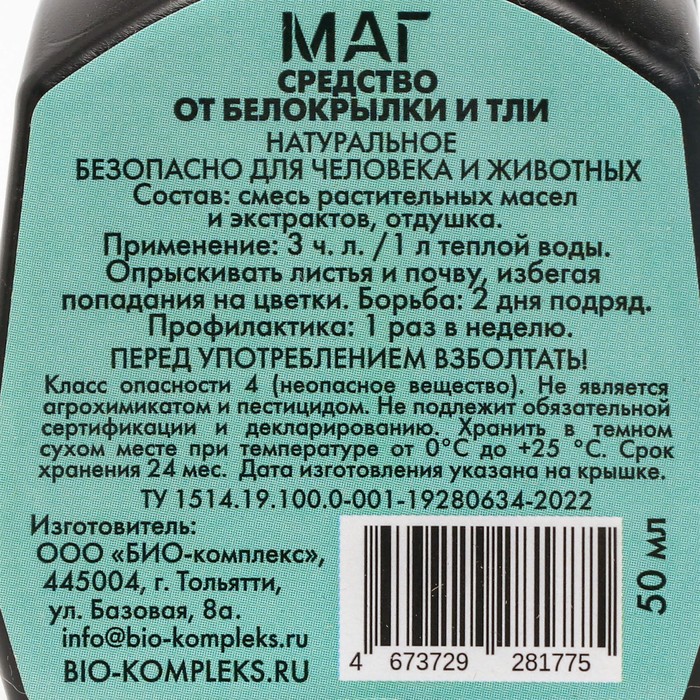 МАГ
СРЕДСТВО
ОТ БЕЛОКРЫЛКИ И ТЛИ
НАТУРАЛЬНОЕ
БЕЗОПАСНО ДЛЯ ЧЕЛОВЕКА И ЖИВОТНЫХ
Состав: смесь растительных масел
и экстрактов, отдушка.
Применение: 3 ч. л. / 1 л теплой воды.
Опрыскивать листья и почву, избегая
попадания на цветки. Борьба: 2 дня подряд.
Профилактика: 1 раз в неделю.
ПЕРЕД УПОТРЕБЛЕНИЕМ ВЗБОЛТАТЬ!
Класс опасности 4 (неопасное вещество). Не является
агрохимикатом и пестицидом. Не подлежит обязательной
сертификации и декларированию. Хранить в темном
сухом месте при температуре от 0°C до +25 °C. Срок
хранения 24 мес. Дата изготовления указана на крышке.
ТУ 1514.19.100.0-001-19280634-2022
Изготовитель:
ООО «БИО-комплекс»,
445004, г. Тольятти,
ул. Базовая, 8а.
info@bio-kompleks.ru
BIO-KOMPLEKS.RU
4 673729 281775
50 мл